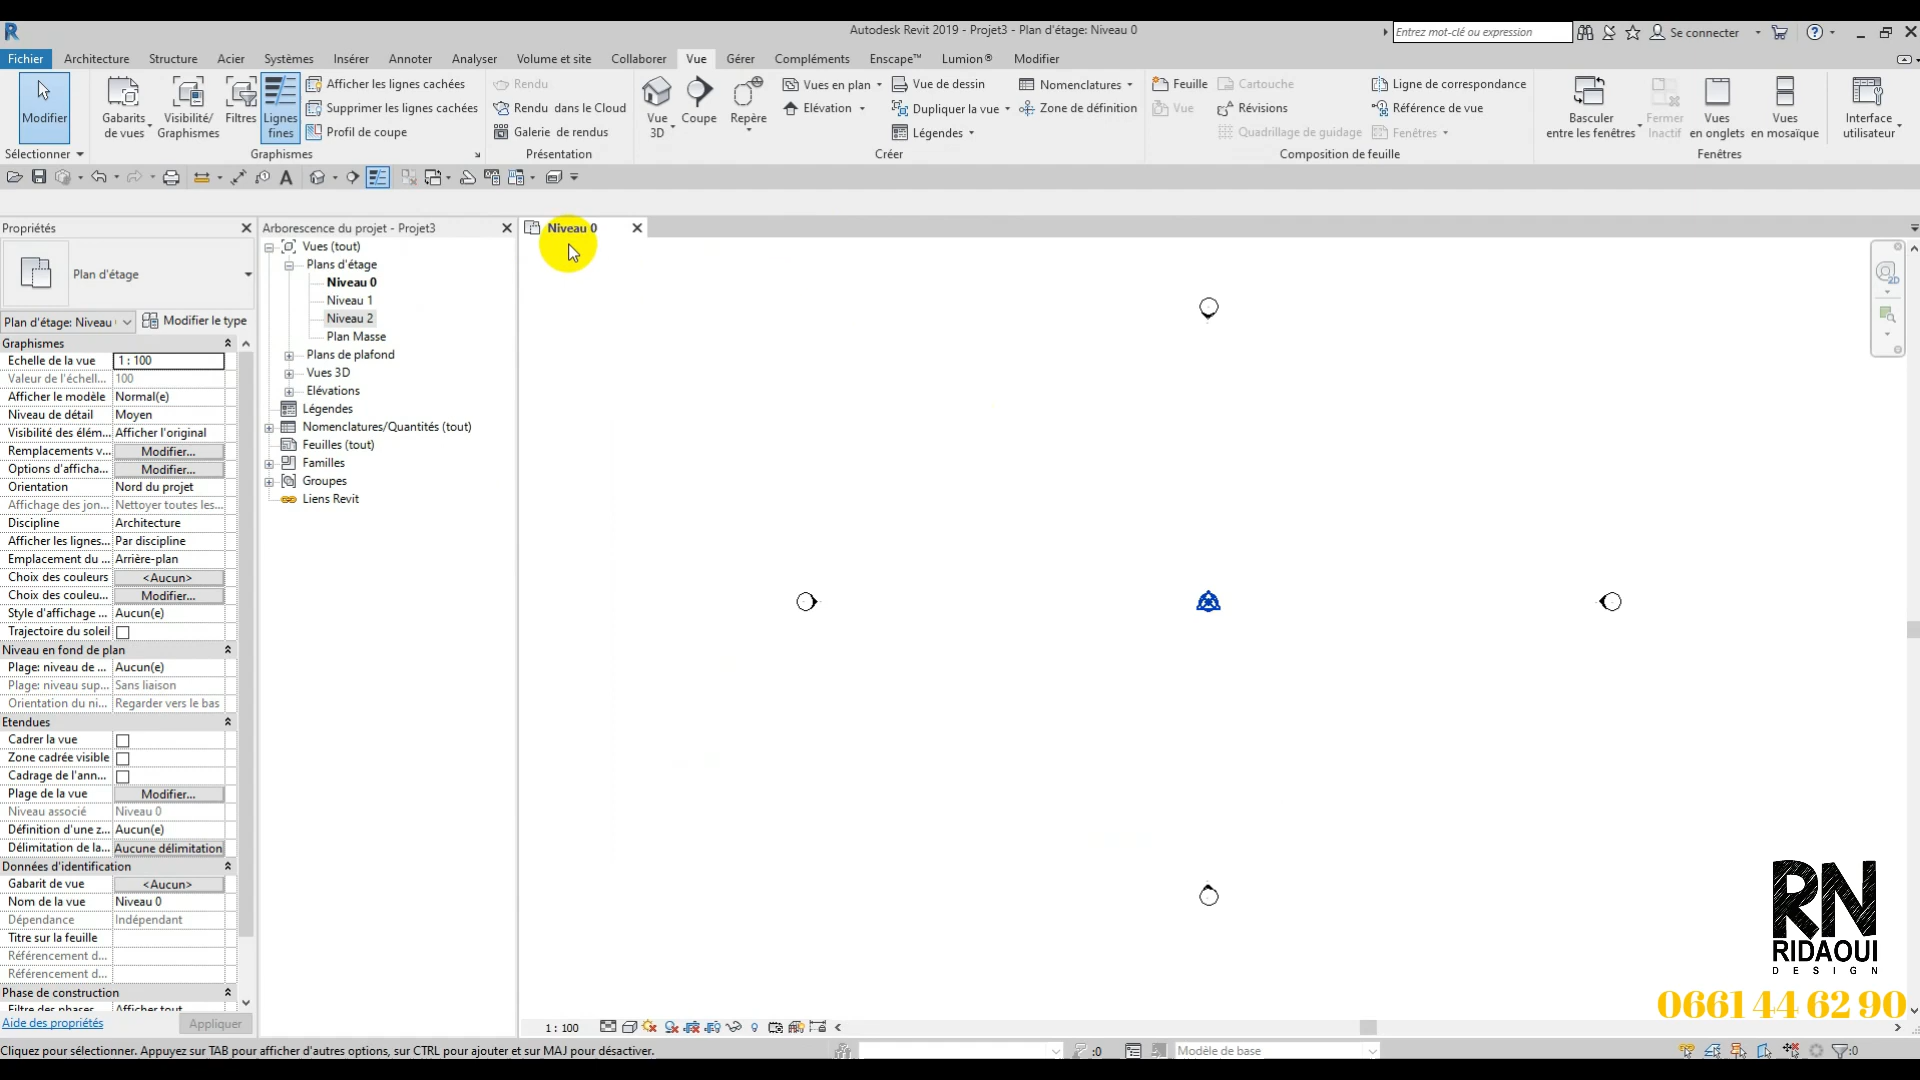 Autodesk Revit 2019 - Projet3 - Plan d'étage: Niveau 0
Entrez mot-clé ou expression
Se connecter
Fichier Architecture Structure Acier Systèmes Insérer Annoter Analyser Volume et site Collaborer Vue Gérer Compléments Enscape™ Lumion® Modifier
Modifier
Gabarits de vues
Visibilité/ Graphismes
Filtres
Lignes fines
Afficher les lignes cachées
Supprimer les lignes cachées
Profil de coupe
Rendu
Rendu dans le Cloud
Galerie de rendus
Vue 3D
Coupe
Repère
Vues en plan
Elévation
Vue de dessin
Dupliquer la vue
Légendes
Nomenclatures
Zone de définition
Feuille
Vue
Cartouche
Révisions
Quadrillage de guidage
Ligne de correspondance
Référence de vue
Fenêtres
Basculer entre les fenêtres
Fermer Inactif
Vues en onglets
Vues en mosaïque
Interface utilisateur
Sélectionner
Graphismes
Présentation
Créer
Composition de feuille
Fenêtres
Propriétés
Plan d'étage
Plan d'étage: Niveau
Modifier le type
Graphismes
Echelle de la vue 1 : 100
Valeur de l'échell... 100
Afficher le modèle Normal(e)
Niveau de détail Moyen
Visibilité des élém... Afficher l'original
Remplacements v... Modifier...
Options d'afficha... Modifier...
Orientation Nord du projet
Affichage des jon... Nettoyer toutes les...
Discipline Architecture
Afficher les lignes... Par discipline
Emplacement du ... Arrière-plan
Choix des couleurs <Aucun>
Choix des couleu... Modifier...
Style d'affichage ... Aucun(e)
Trajectoire du soleil
Niveau en fond de plan
Plage: niveau de ... Aucun(e)
Plage: niveau sup... Sans liaison
Orientation du ni... Regarder vers le bas
Etendues
Cadrer la vue
Zone cadrée visible
Cadrage de l'ann...
Plage de la vue Modifier...
Niveau associé Niveau 0
Définition d'une z... Aucun(e)
Délimitation de la... Aucune délimitation
Données d'identification
Gabarit de vue <Aucun>
Nom de la vue Niveau 0
Dépendance Indépendant
Titre sur la feuille
Référencement d...
Référencement d...
Phase de construction
Filtre des phases Afficher tout
Aide des propriétés
Appliquer
Arborescence du projet - Projet3
Vues (tout)
Plans d'étage
Niveau 0
Niveau 1
Niveau 2
Plan Masse
Plans de plafond
Vues 3D
Elévations
Légendes
Nomenclatures/Quantités (tout)
Feuilles (tout)
Familles
Groupes
Liens Revit
Niveau 0
2D
RN
RIDAOUI
DESIGN
0661 44 62 90
1 : 100
Cliquez pour sélectionner. Appuyez sur TAB pour afficher d'autres options, sur CTRL pour ajouter et sur MAJ pour désactiver.
:0
Modèle de base
:0